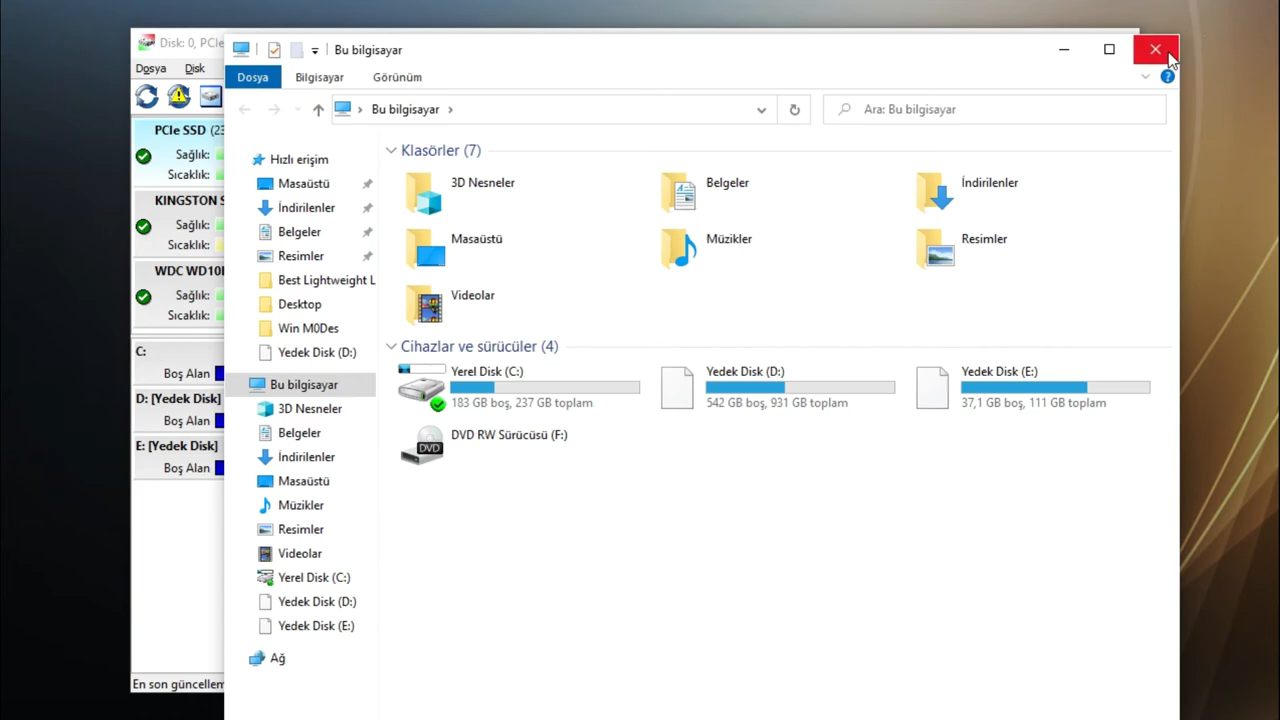 Disk: 0, PCIe
Dosya Disk
PCIe SSD (23
Sağlık:
Sıcaklık:
KINGSTON S
Sağlık:
Sıcaklık:
WDC WD10
Sağlık:
Sıcaklık:
C:
Boş Alan
D: [Yedek Disk]
Boş Alan
E: [Yedek Disk]
Boş Alan
En son güncellem
Bu bilgisayar
Dosya Bilgisayar Görünüm
Bu bilgisayar
Ara: Bu bilgisayar
Hızlı erişim
Masaüstü
İndirilenler
Belgeler
Resimler
Best Lightweight L
Desktop
Win M0Des
Yedek Disk (D:)
Bu bilgisayar
3D Nesneler
Belgeler
İndirilenler
Masaüstü
Müzikler
Resimler
Videolar
Yerel Disk (C:)
Yedek Disk (D:)
Yedek Disk (E:)
Ağ
Klasörler (7)
3D Nesneler
Belgeler
İndirilenler
Masaüstü
Müzikler
Resimler
Videolar
Cihazlar ve sürücüler (4)
Yerel Disk (C:)
183 GB boş, 237 GB toplam
Yedek Disk (D:)
542 GB boş, 931 GB toplam
Yedek Disk (E:)
37,1 GB boş, 111 GB toplam
DVD RW Sürücüsü (F:)
DVD